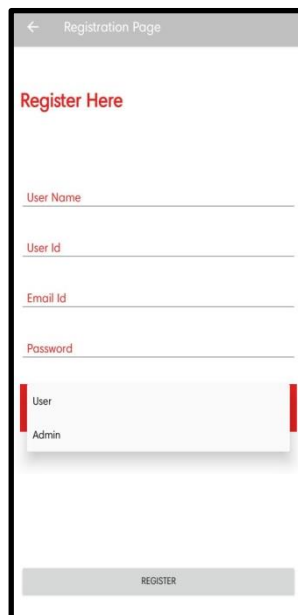 Registration Page
Register Here
User Name
User Id
Email Id
Password
User
Admin
REGISTER